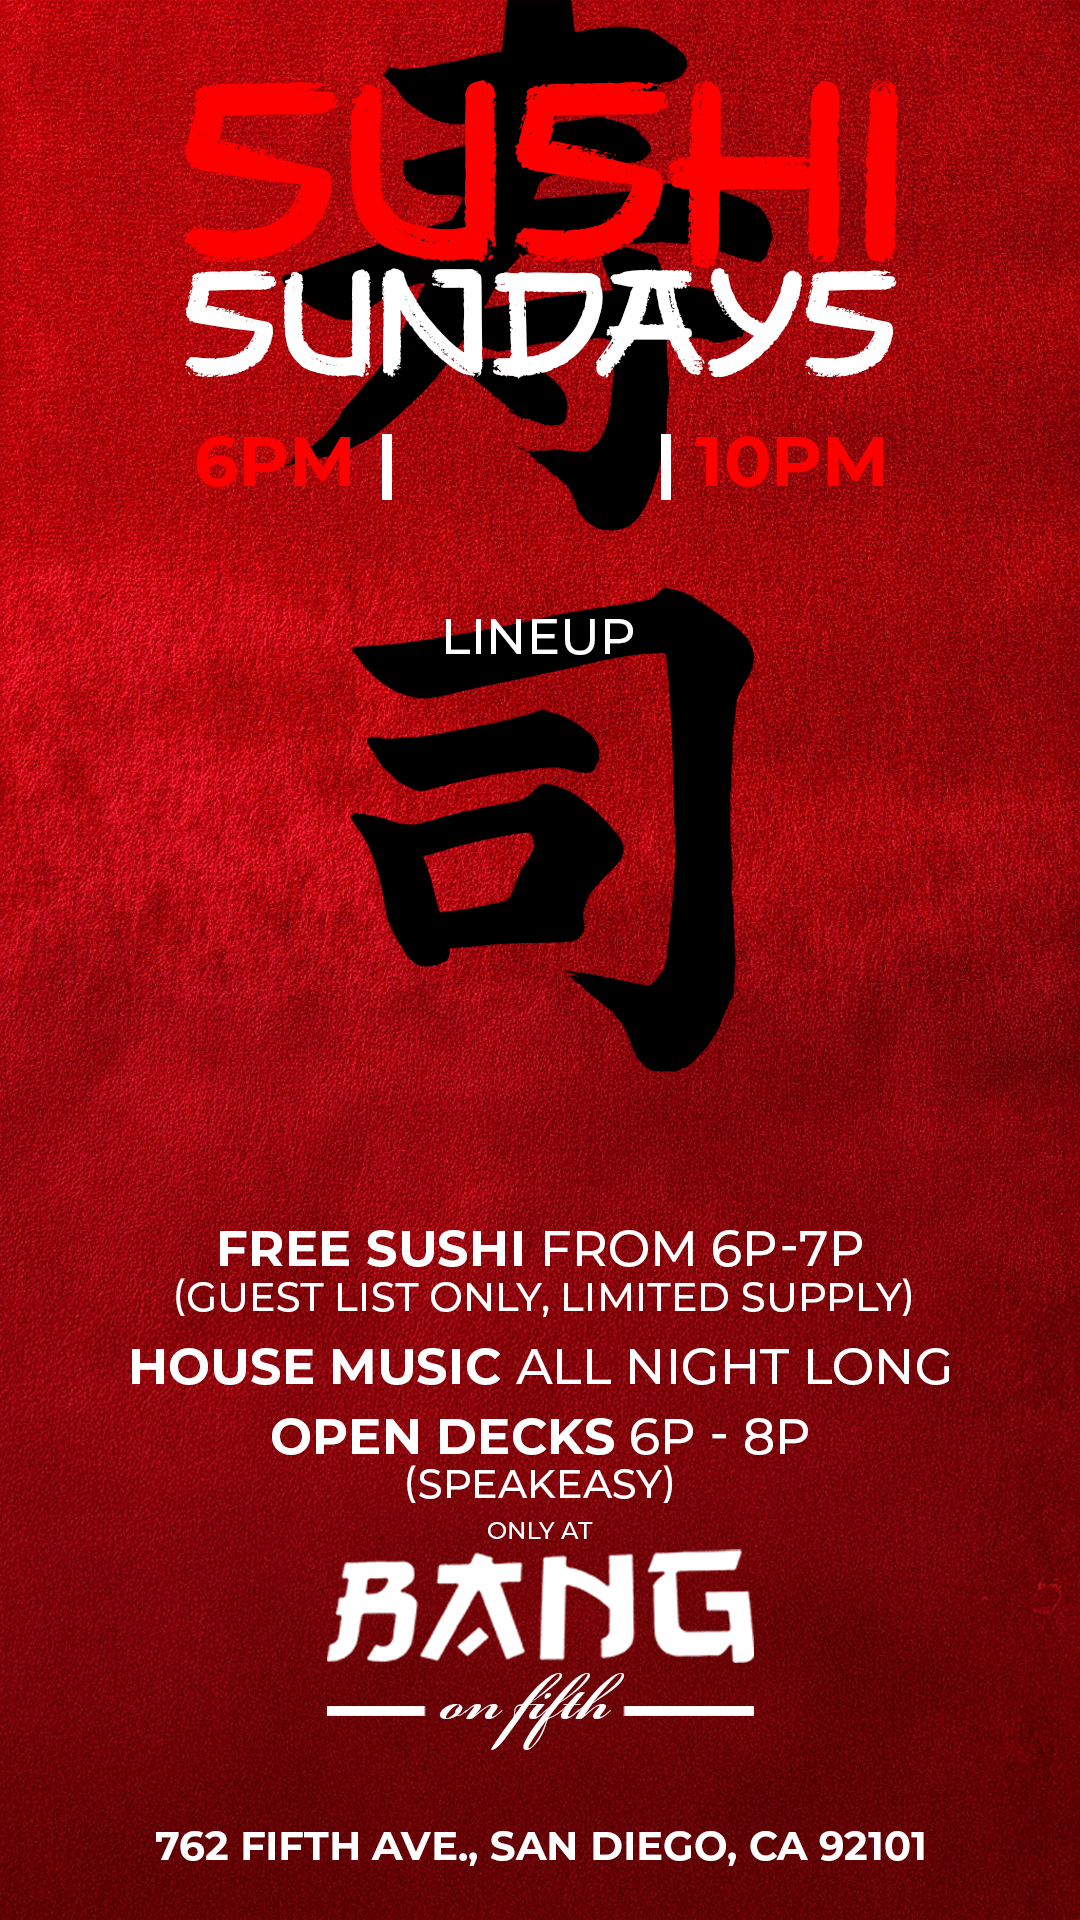 寿司
SUSHI
SUNDAYS
6PM | | 10PM
LINEUP
FREE SUSHI FROM 6P-7P
(GUEST LIST ONLY, LIMITED SUPPLY)
HOUSE MUSIC ALL NIGHT LONG
OPEN DECKS 6P - 8P
(SPEAKEASY)
ONLY AT
BANG
on fifth
762 FIFTH AVE., SAN DIEGO, CA 92101